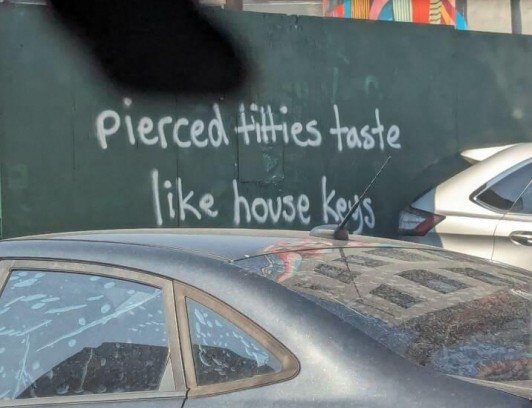 Pierced titties taste
like house keys